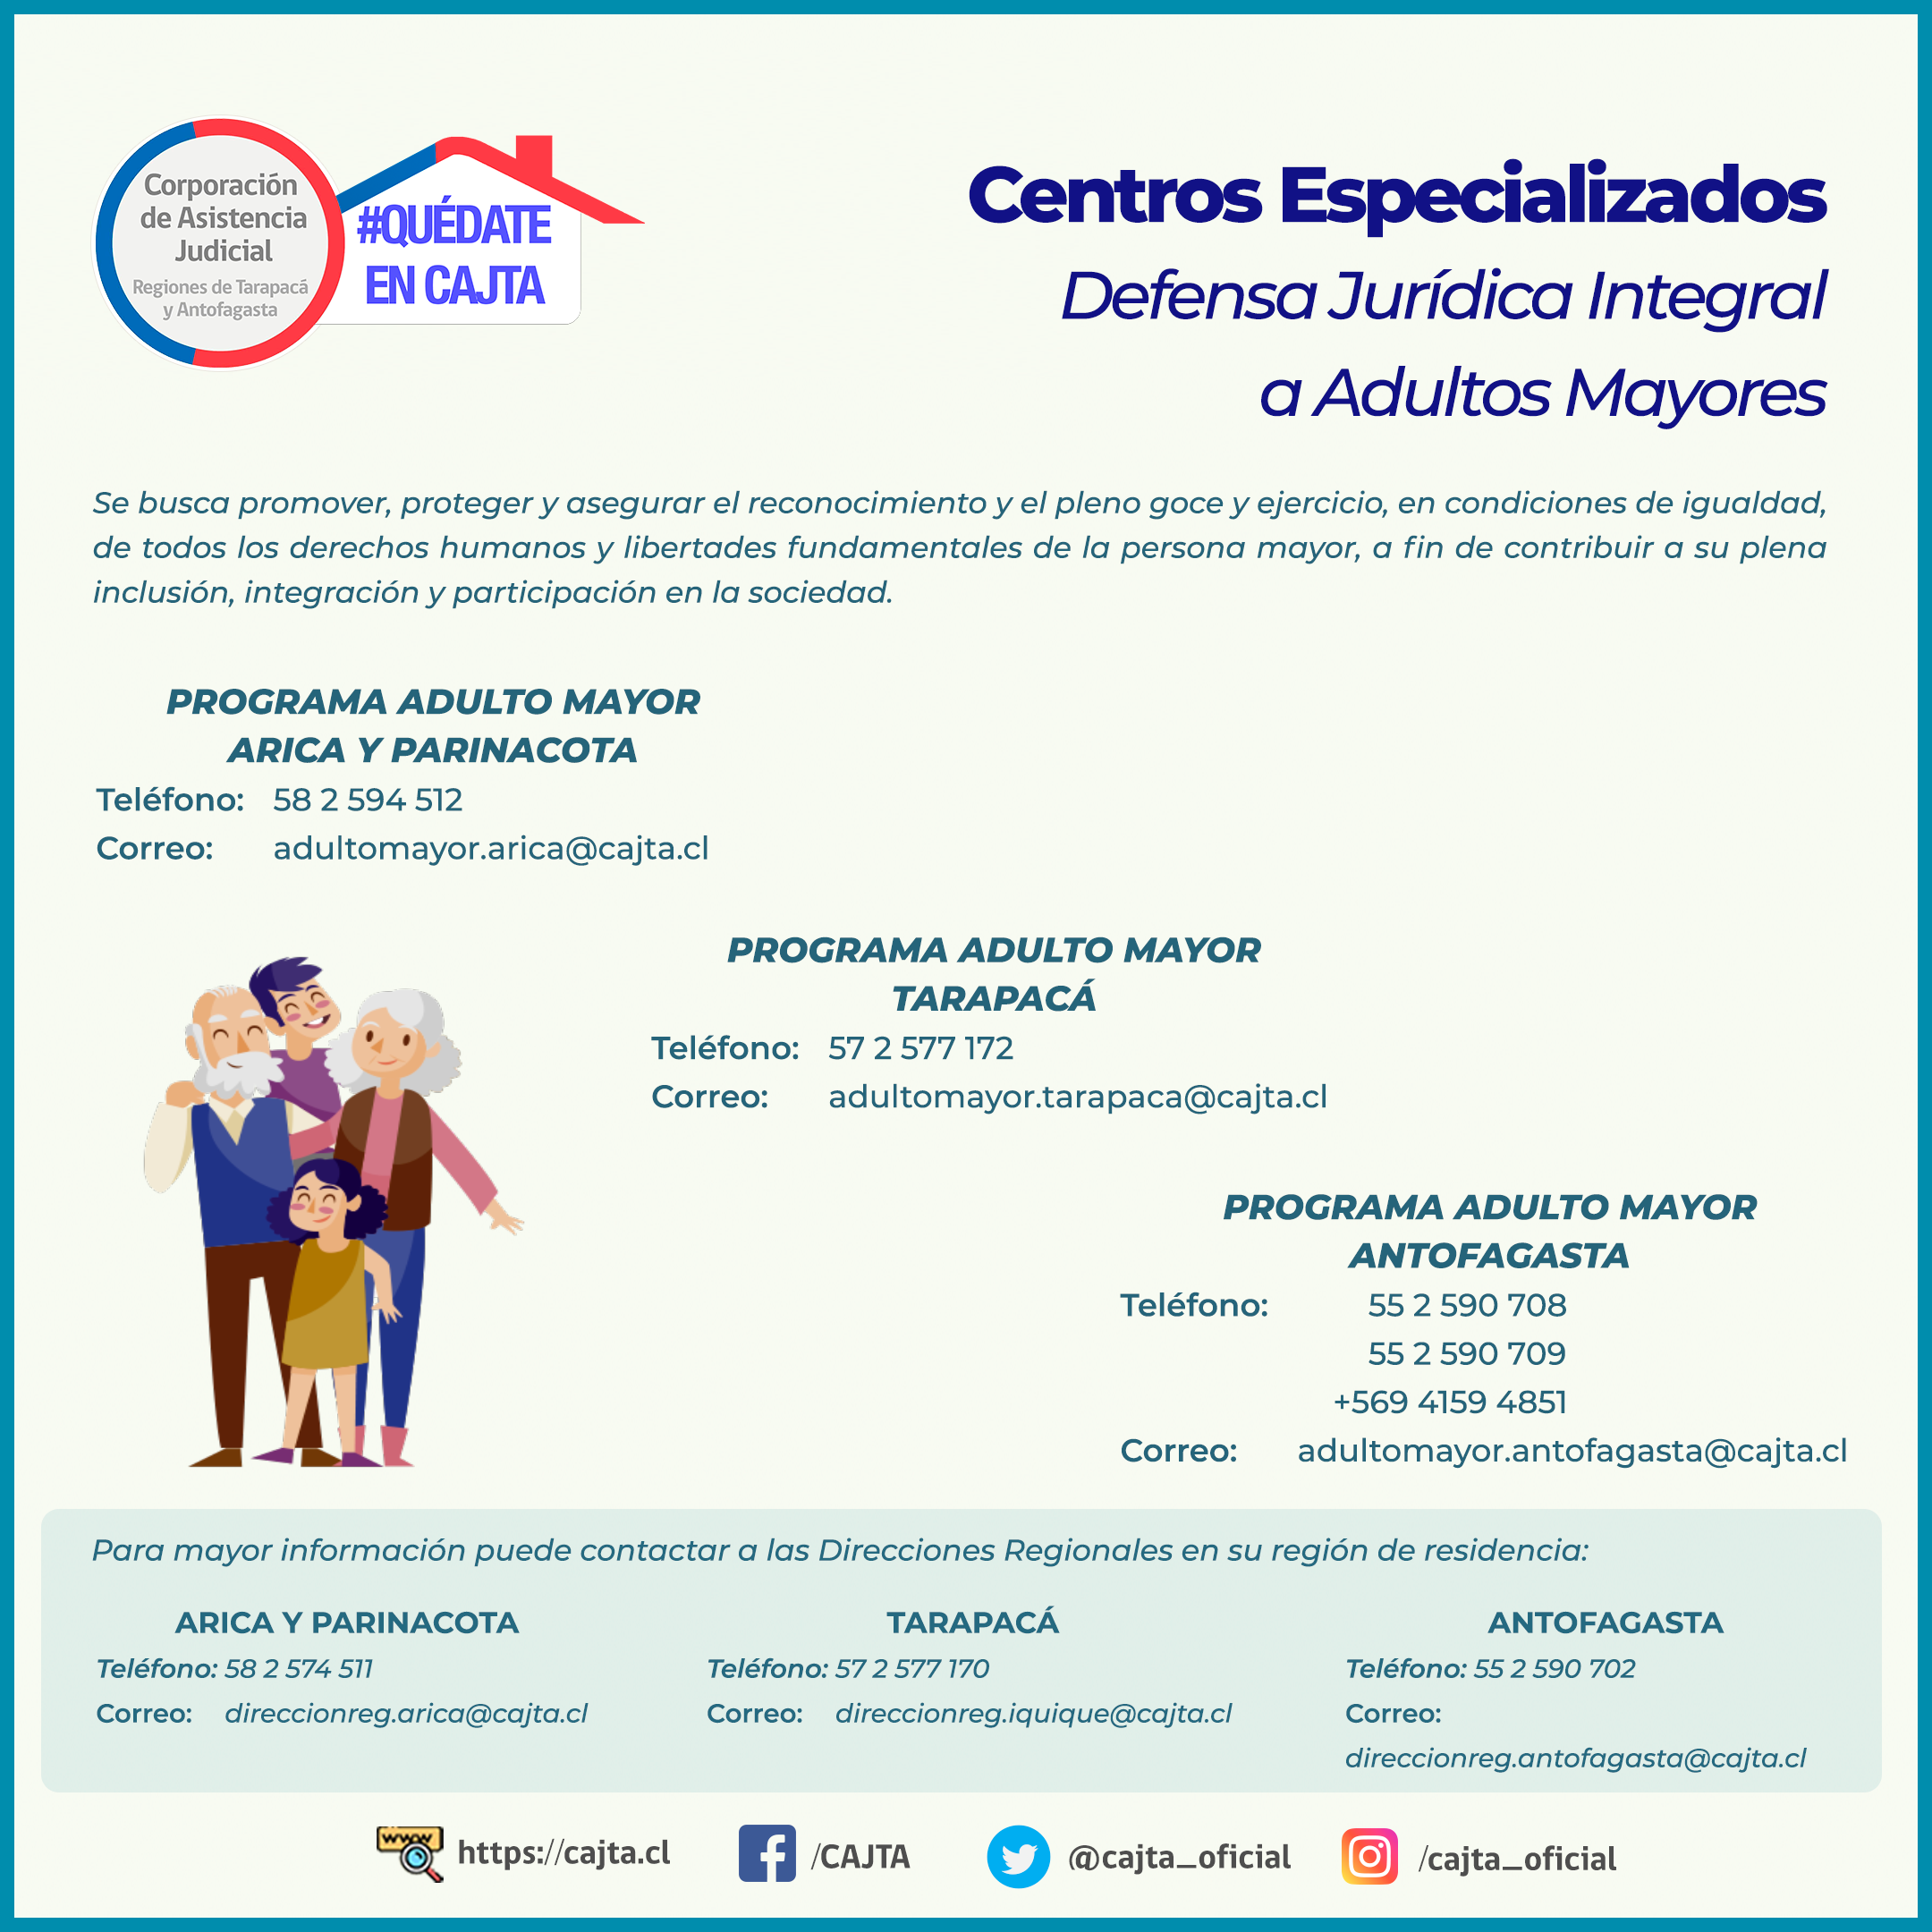 Corporación
de Asistencia
Judicial
Regiones de Tarapacá
y Antofagasta
#QUÉDATE
EN CAJTA
Centros Especializados
Defensa Jurídica Integral
a Adultos Mayores
Se busca promover, proteger y asegurar el reconocimiento y el pleno goce y ejercicio, en condiciones de igualdad,
de todos los derechos humanos y libertades fundamentales de la persona mayor, a fin de contribuir a su plena
inclusión, integración y participación en la sociedad.
PROGRAMA ADULTO MAYOR
ARICA Y PARINACOTA
Teléfono: 58 2 594 512
Correo: adultomayor.arica@cajta.cl
PROGRAMA ADULTO MAYOR
TARAPACÁ
Teléfono: 57 2 577 172
Correo: adultomayor.tarapaca@cajta.cl
PROGRAMA ADULTO MAYOR
ANTOFAGASTA
Teléfono: 55 2 590 708
55 2 590 709
+569 4159 4851
Correo: adultomayor.antofagasta@cajta.cl
Para mayor información puede contactar a las Direcciones Regionales en su región de residencia:
ARICA Y PARINACOTA
Teléfono: 58 2 574 511
Correo: direccionreg.arica@cajta.cl
TARAPACÁ
Teléfono: 57 2 577 170
Correo: direccionreg.iquique@cajta.cl
ANTOFAGASTA
Teléfono: 55 2 590 702
Correo:
direccionreg.antofagasta@cajta.cl
www
https://cajta.cl
/CAJTA
@cajta_oficial
/cajta_oficial